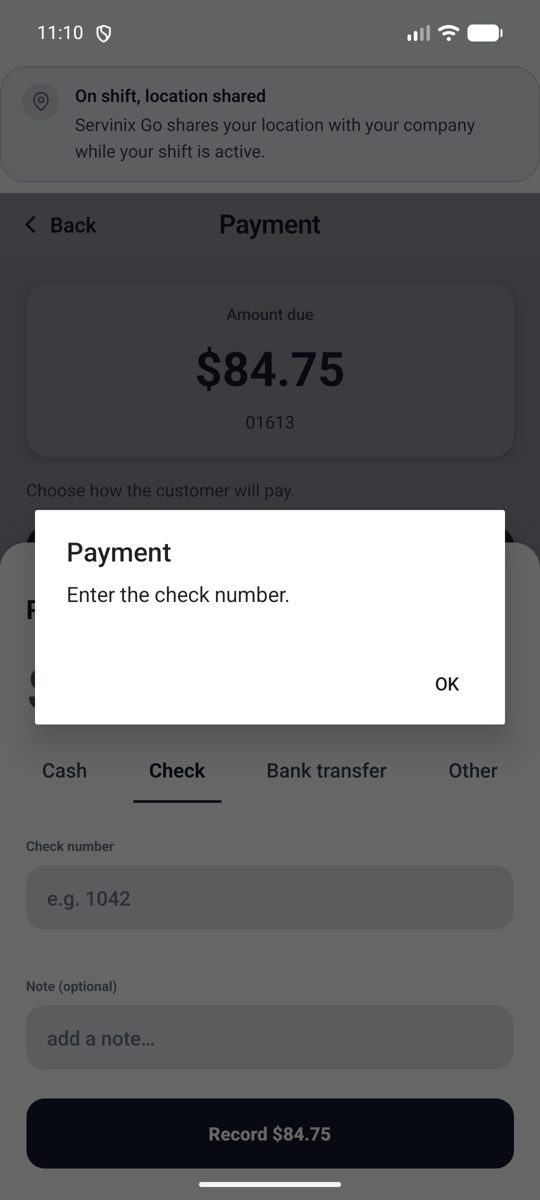 11:10
On shift, location shared
Servinix Go shares your location with your company
while your shift is active.
Back
Payment
Amount due
$84.75
01613
Choose how the customer will pay.
Payment
Enter the check number.
OK
Cash
Check
Bank transfer
Other
Check number
e.g. 1042
Note (optional)
add a note...
Record $84.75